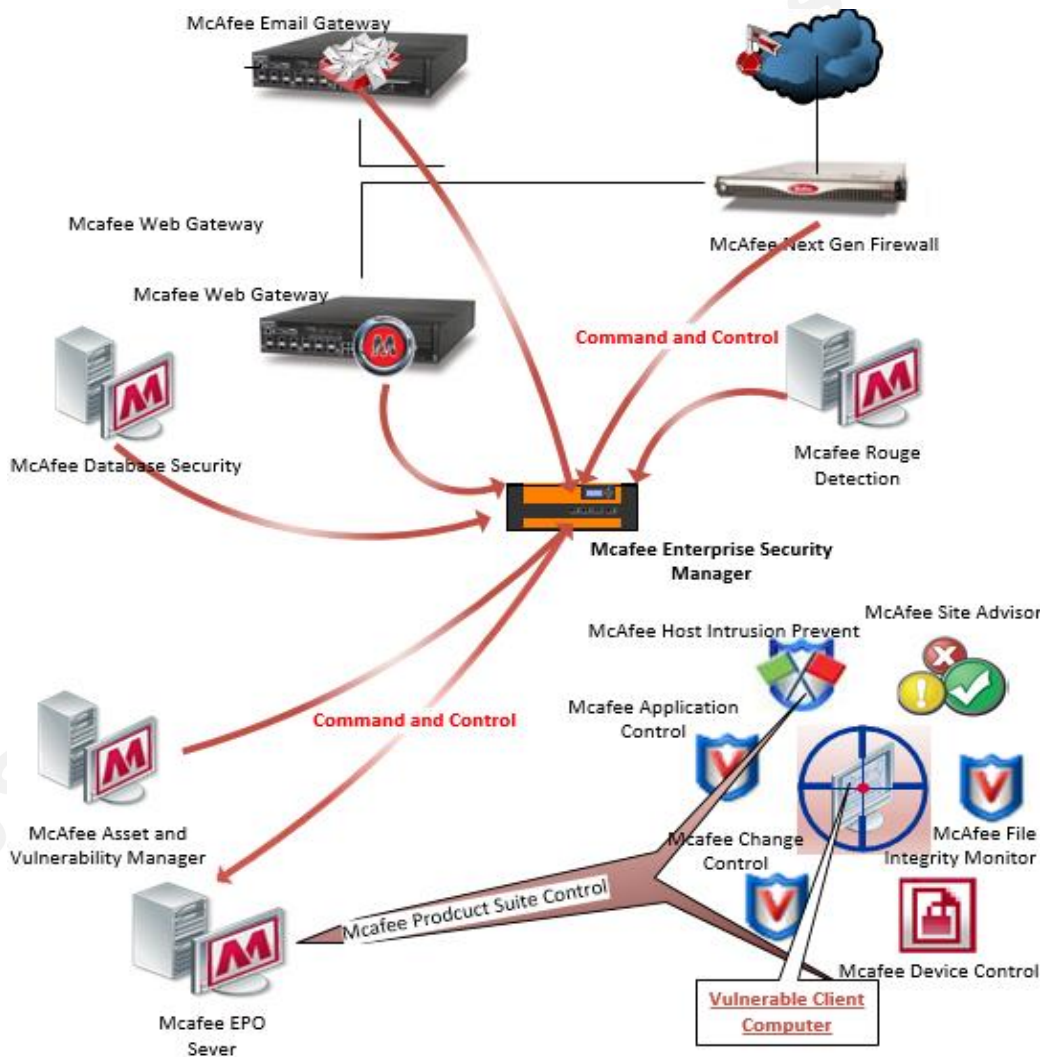 McAfee Email Gateway
Mcafee Web Gateway
McAfee Next Gen Firewall
Mcafee Web Gateway
Command and Control
McAfee Database Security
Mcafee Rouge
Detection
Mcafee Enterprise Security
Manager
McAfee Site Advisor
McAfee Host Intrusion Prevent
Mcafee Application
Control
Command and Control
McAfee Asset and
Vulnerability Manager
Mcafee Change
Control
McAfee File
Integrity Monitor
Mcafee Prodcuct Suite Control
Mcafee Device Control
Vulnerable Client
Computer
Mcafee EPO
Sever